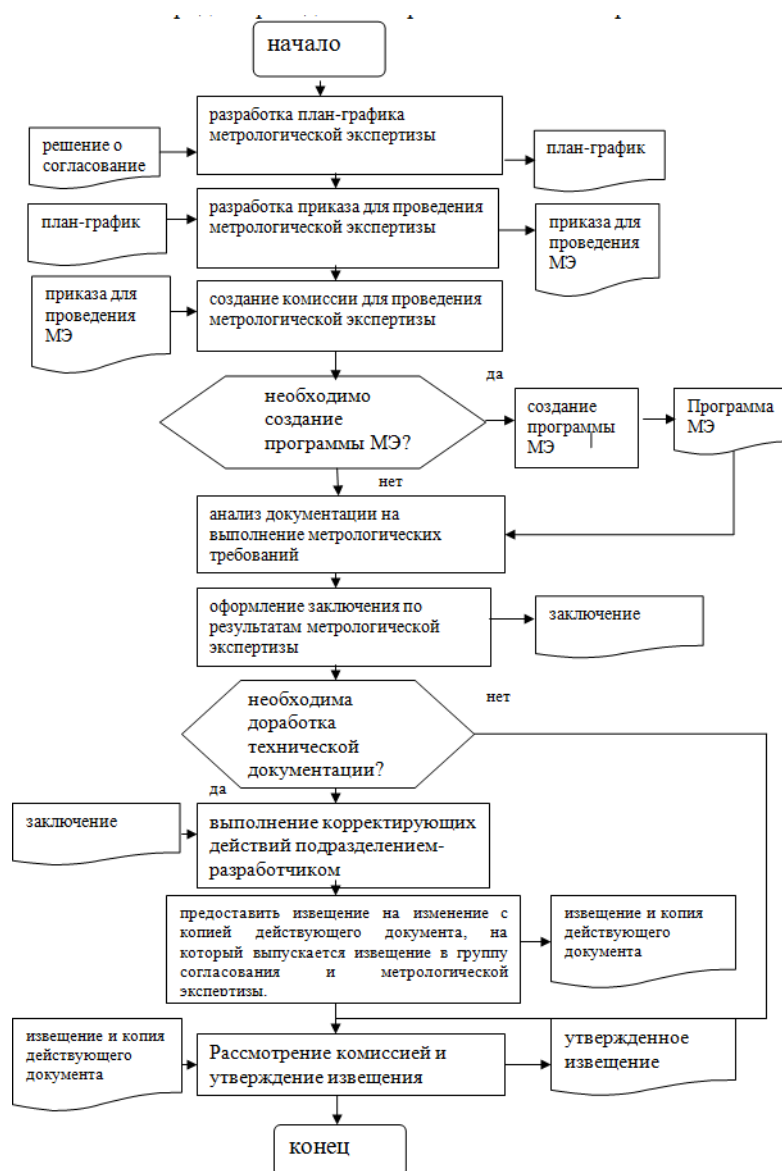 начало
разработка план-графика
метрологической экспертизы
решение о
согласование
план-график
разработка приказа для проведения
метрологической экспертизы
план-график
приказа для
проведения
МЭ
приказа для
проведения
МЭ
создание комиссии для проведения
метрологической экспертизы
необходимо
создание
программы МЭ?
да
создание
программы
МЭ
Программа
МЭ
нет
анализ документации на
выполнение метрологических
требований
оформление заключения по
результатам метрологической
экспертизы
заключение
необходима
доработка
технической
документации?
нет
да
заключение
выполнение корректирующих
действий подразделением-
разработчиком
предоставить извещение на изменение с
копией действующего документа, на
который выпускается извещение в группу
согласования и метрологической
экспертизы.
извещение и копия
действующего
документа
извещение и копия
действующего
документа
Рассмотрение комиссией и
утверждение извещения
утвержденное
извещение
конец